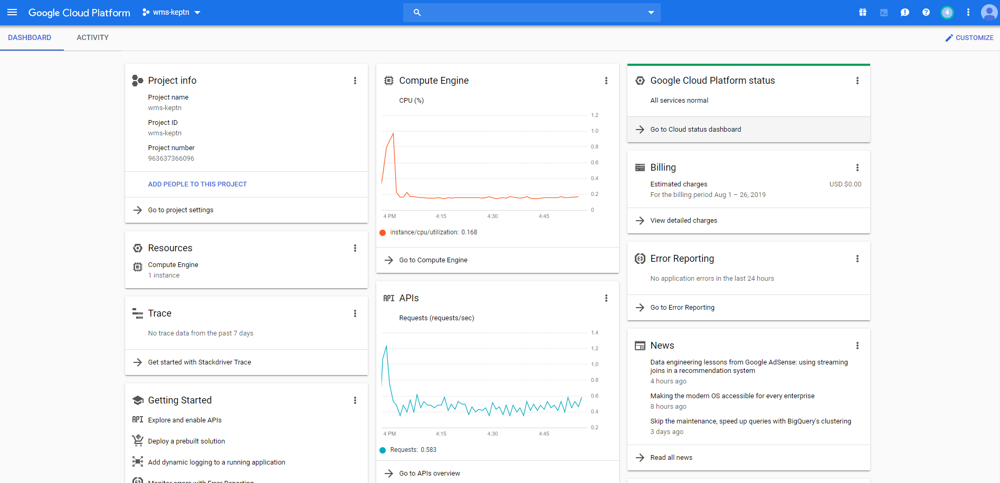 Google Cloud Platform
wms-keptn
4
DASHBOARD
ACTIVITY
CUSTOMIZE
Project info
Project name
wms-keptn
Project ID
wms-keptn
Project number
963637366096
ADD PEOPLE TO THIS PROJECT
Go to project settings
Resources
Compute Engine
1 instance
Trace
No trace data from the past 7 days
Get started with Stackdriver Trace
Getting Started
API Explore and enable APIs
Deploy a prebuilt solution
Add dynamic logging to a running application
Monitor errors with Error Reporting
Compute Engine
CPU (%)
1.2
1.0
0.8
0.6
0.4
0.2
0
4 PM 4:15 4:30 4:45
instance/cpu/utilization: 0.168
Go to Compute Engine
API APIs
Requests (requests/sec)
1.4
1.2
1.0
0.8
0.6
0.4
0.2
4 PM 4:15 4:30 4:45
Requests: 0.583
Go to APIs overview
Google Cloud Platform status
All services normal
Go to Cloud status dashboard
Billing
Estimated charges USD $0.00
For the billing period Aug 1 – 26, 2019
View detailed charges
Error Reporting
No application errors in the last 24 hours
Go to Error Reporting
News
Data engineering lessons from Google AdSense: using streaming
joins in a recommendation system
4 hours ago
Making the modern OS accessible for every enterprise
8 hours ago
Skip the maintenance, speed up queries with BigQuery's clustering
3 days ago
Read all news